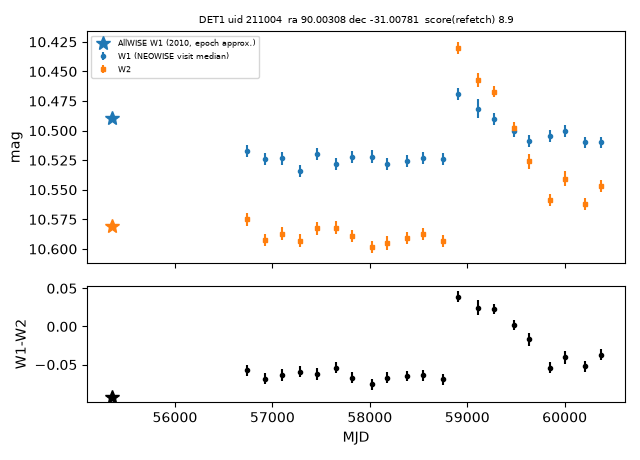 DET1 uid 211004 ra 90.00308 dec -31.00781 score(refetch) 8.9
AllWISE W1 (2010, epoch approx.)
W1 (NEOWISE visit median)
W2
10.425
10.450
10.475
10.500
10.525
10.550
10.575
10.600
mag
0.05
0.00
−0.05
W1-W2
56000
57000
58000
59000
60000
MJD